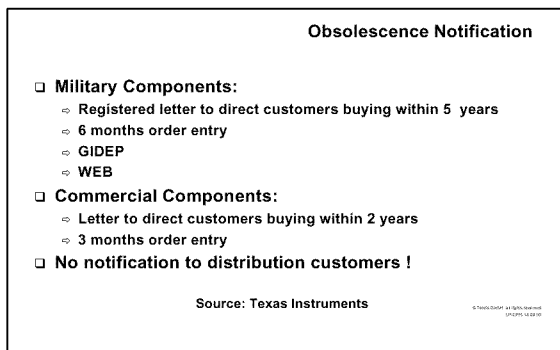 Obsolescence Notification
❑ Military Components:
⇨ Registered letter to direct customers buying within 5 years
⇨ 6 months order entry
⇨ GIDEP
⇨ WEB
❑ Commercial Components:
⇨ Letter to direct customers buying within 2 years
⇨ 3 months order entry
❑ No notification to distribution customers !
Source: Texas Instruments